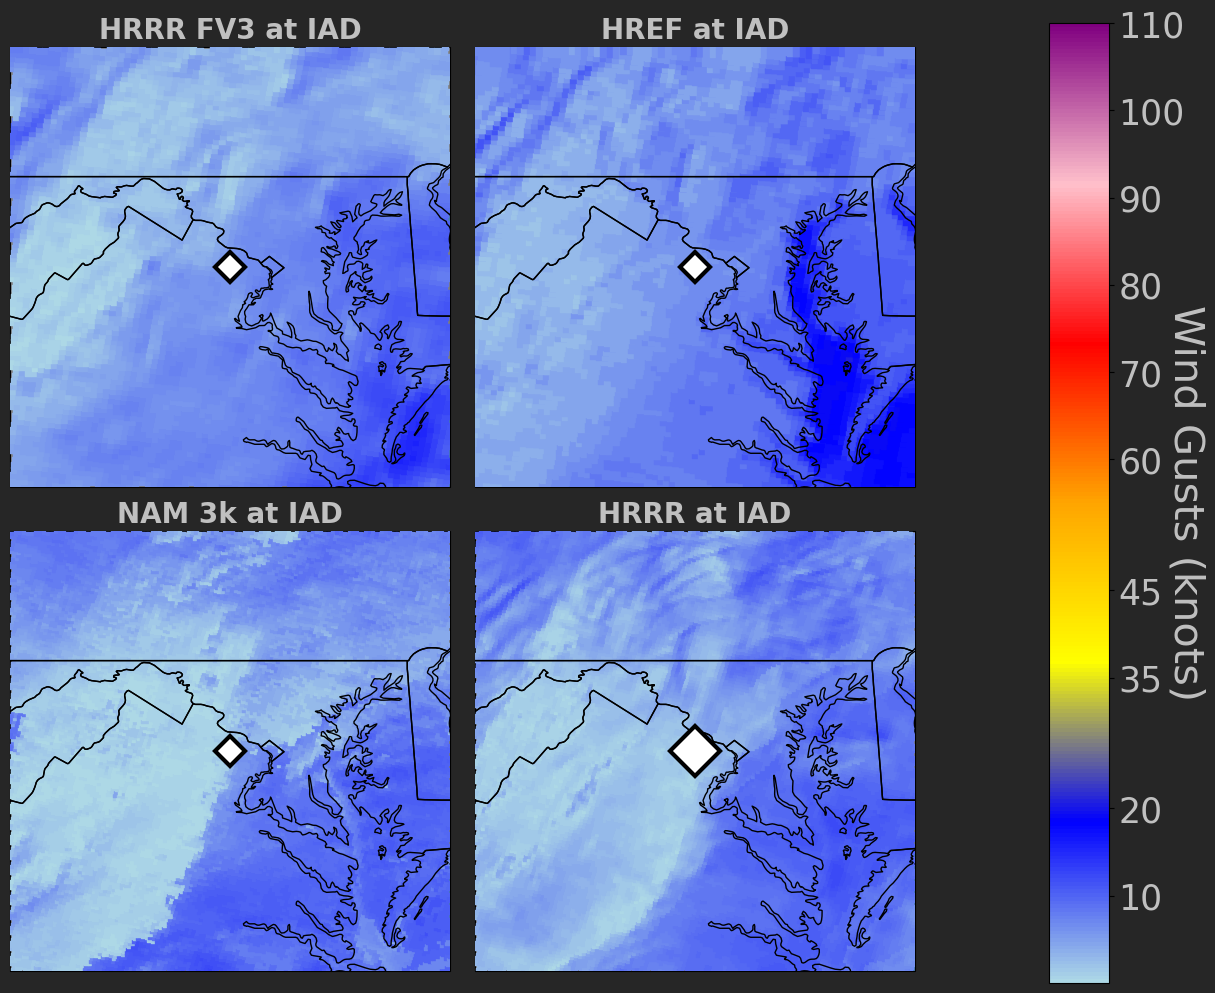 HRRR FV3 at IAD
HREF at IAD
NAM 3k at IAD
HRRR at IAD
110
100
90
80
70
60
45
35
20
10
Wind Gusts (knots)